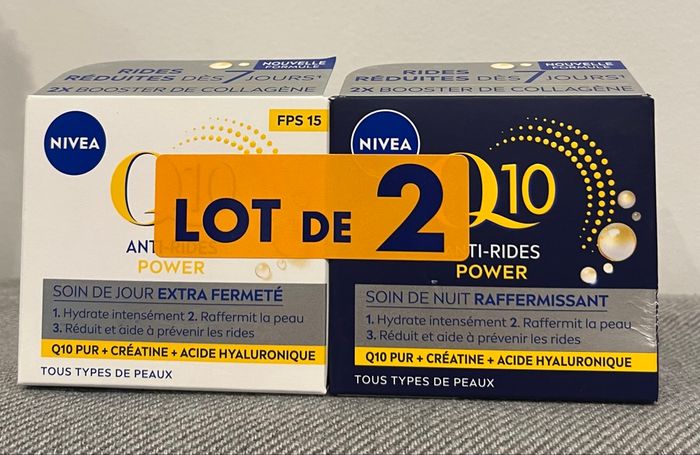 RIDES
RÉDUITES DÈS 7 JOURS¹
2X BOOSTER DE COLLAGÈNE
NOUVELLE
FORMULE
FPS 15
NIVEA
Q10
ANTI-RIDES
POWER
SOIN DE JOUR EXTRA FERMETÉ
1. Hydrate intensément 2. Raffermit la peau
3. Réduit et aide à prévenir les rides
Q10 PUR + CRÉATINE + ACIDE HYALURONIQUE
TOUS TYPES DE PEAUX
LOT DE 2
RIDES
RÉDUITES DÈS 7 JOURS¹
2X BOOSTER DE COLLAGÈNE
NOUVELLE
FORMULE
NIVEA
Q10
ANTI-RIDES
POWER
SOIN DE NUIT RAFFERMISSANT
1. Hydrate intensément 2. Raffermit la peau
3. Réduit et aide à prévenir les rides
Q10 PUR + CRÉATINE + ACIDE HYALURONIQUE
TOUS TYPES DE PEAUX